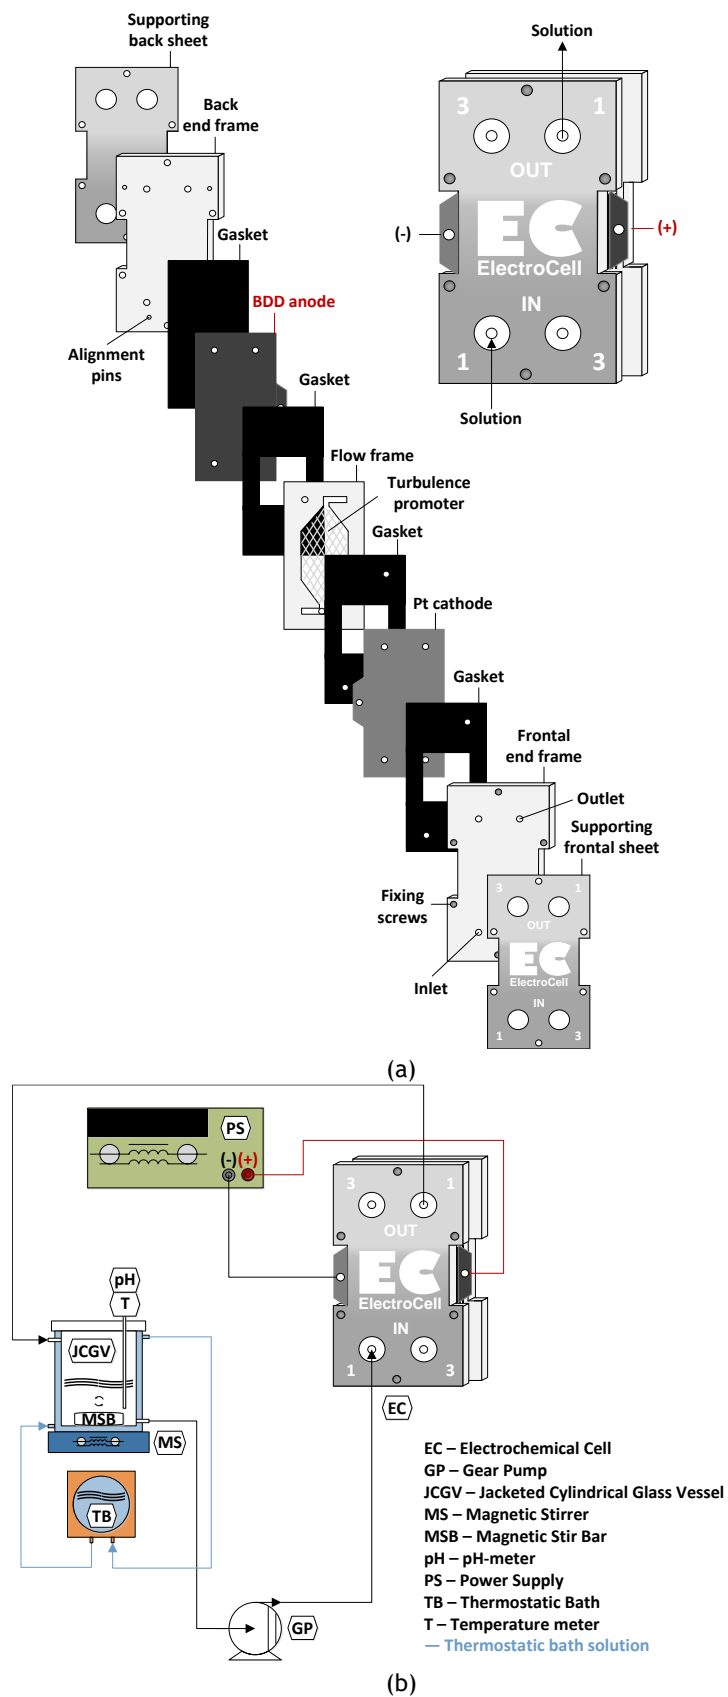 Supporting
back sheet
Back
end frame
Gasket
BDD anode
Alignment
pins
Gasket
Flow frame
Turbulence
promoter
Gasket
Pt cathode
Gasket
Frontal
end frame
Outlet
Supporting
frontal sheet
Fixing
screws
Inlet
3 1
OUT
EC
ElectroCell
IN
1 3
Solution
3 1
OUT
(-)
EC
(+)
ElectroCell
IN
1 3
Solution
(a)
PS
(-) (+)
3 1
OUT
EC
ElectroCell
IN
1 3
EC
pH
T
JCGV
MSB
MS
TB
GP
EC – Electrochemical Cell
GP – Gear Pump
JCGV – Jacketed Cylindrical Glass Vessel
MS – Magnetic Stirrer
MSB – Magnetic Stir Bar
pH – pH-meter
PS – Power Supply
TB – Thermostatic Bath
T – Temperature meter
— Thermostatic bath solution
(b)